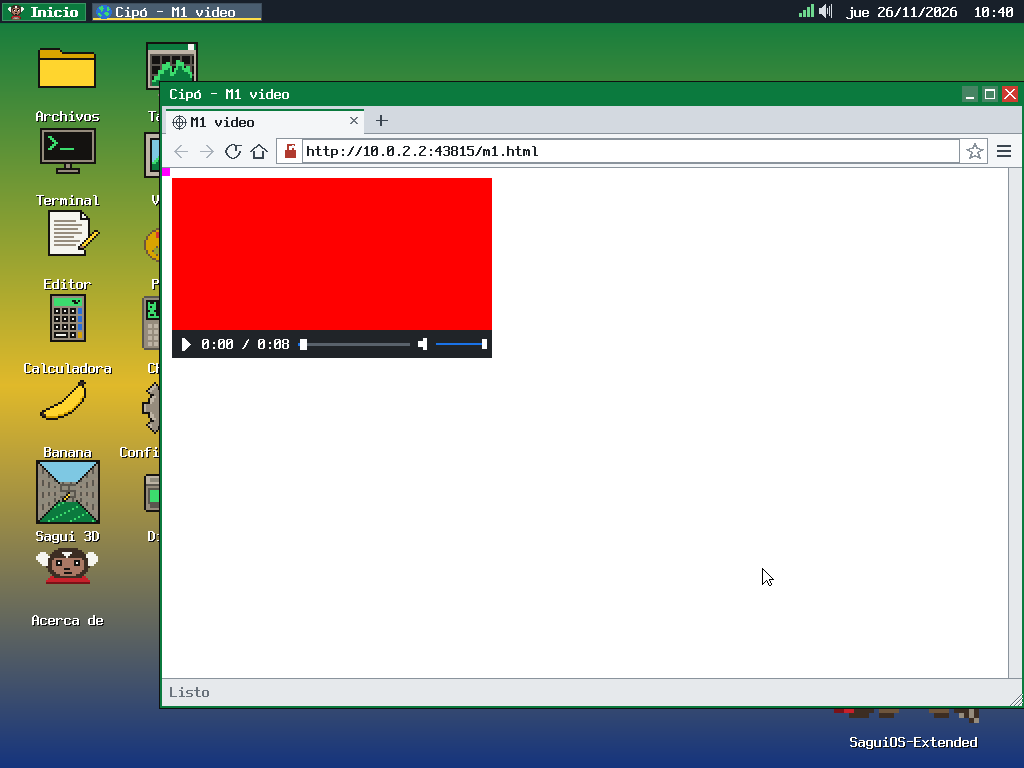 Inicio
Cipó - M1 video
jue 26/11/2026 10:40
Archivos
Terminal
Editor
Calculadora
Banana
Sagui 3D
Acerca de
Cipó - M1 video
M1 video
http://10.0.2.2:43815/m1.html
0:00 / 0:08
Listo
SaguiOS-Extended